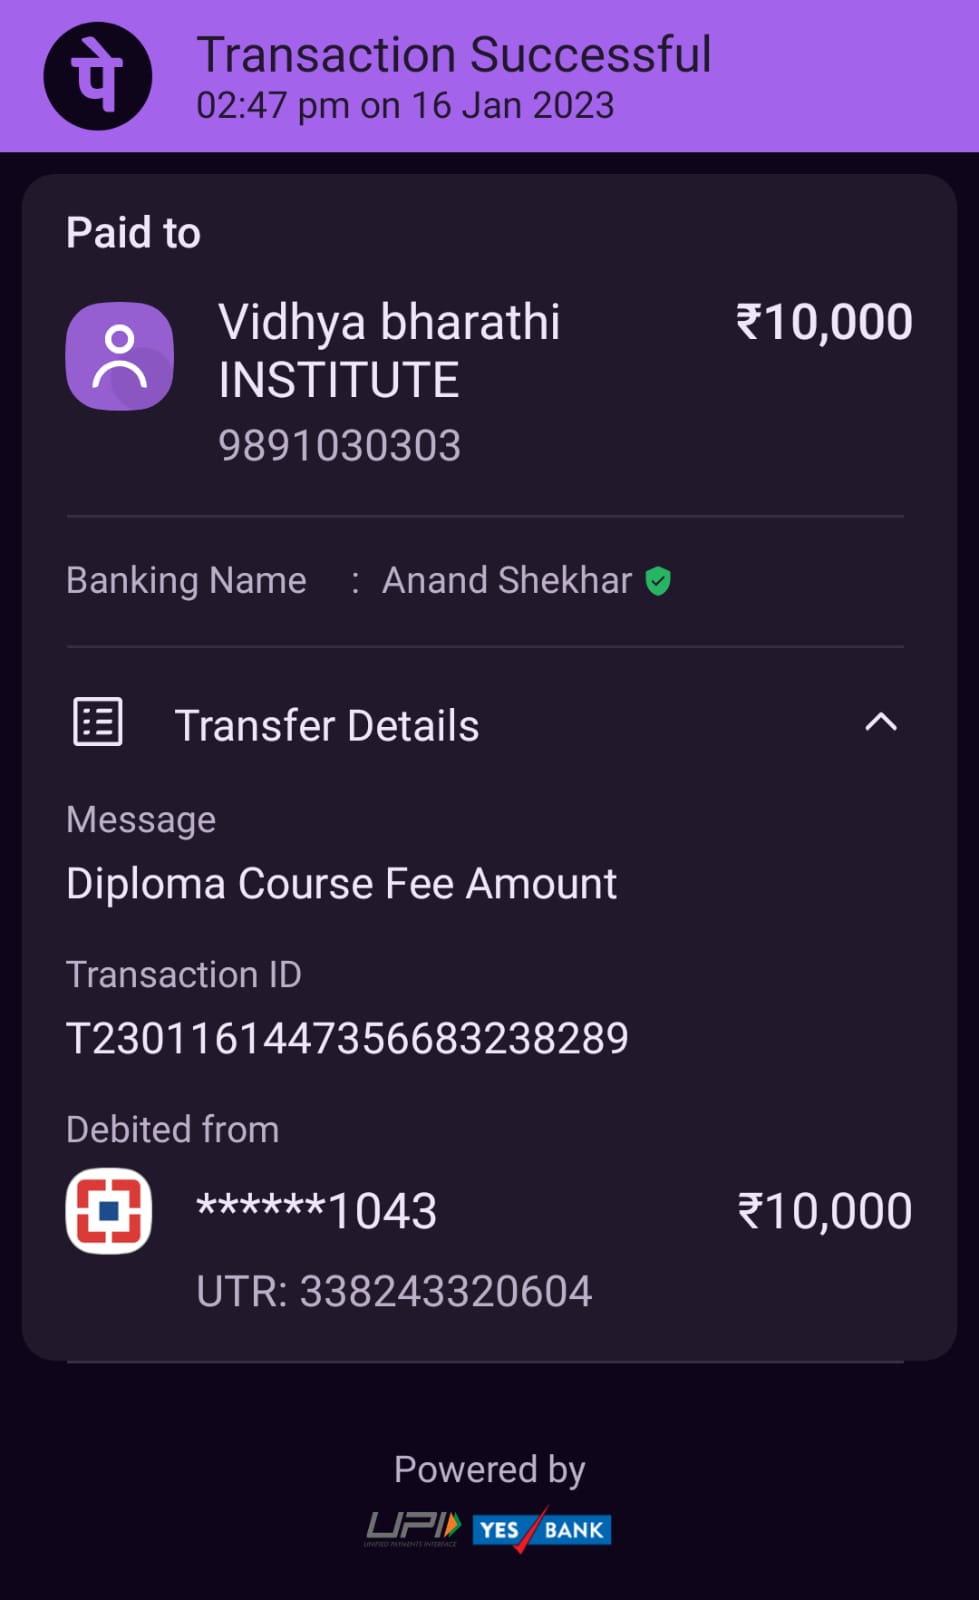 पे
Transaction Successful
02:47 pm on 16 Jan 2023
Paid to
Vidhya bharathi
INSTITUTE
₹10,000
9891030303
Banking Name : Anand Shekhar
Transfer Details
Message
Diploma Course Fee Amount
Transaction ID
T2301161447356683238289
Debited from
******1043
₹10,000
UTR: 338243320604
Powered by
UPI
UNIFIED PAYMENTS INTERFACE
YES BANK